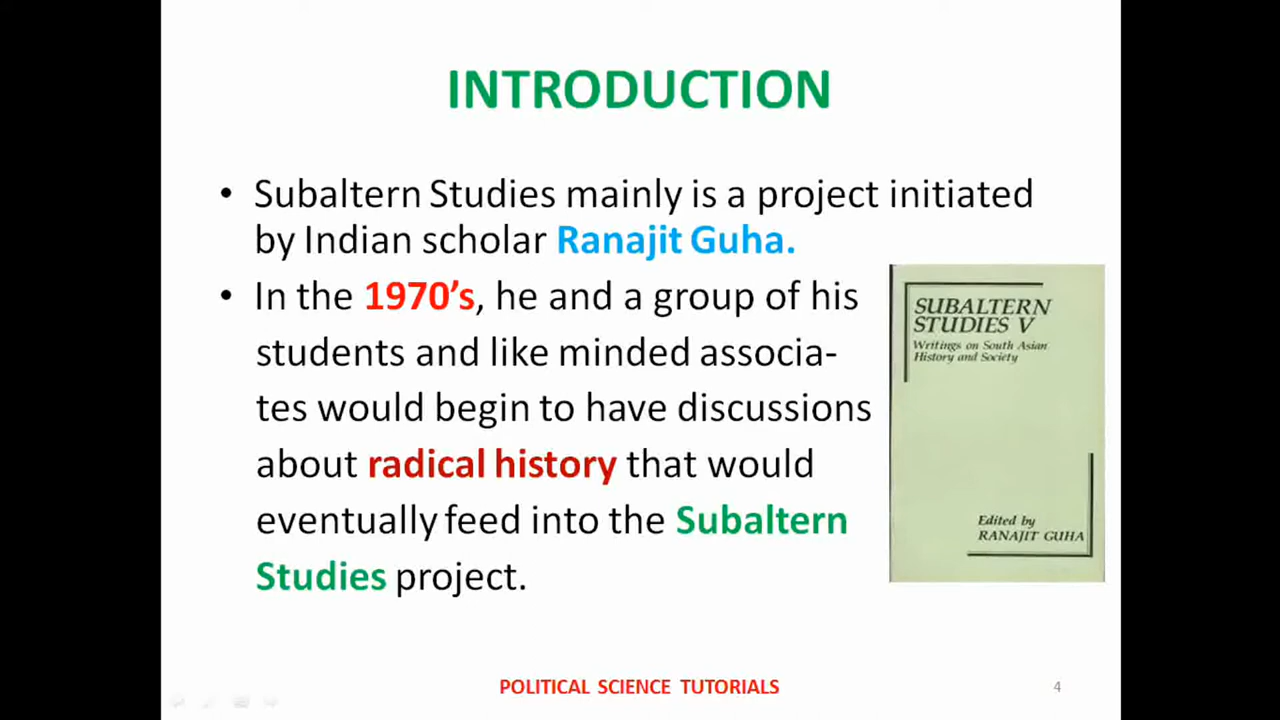 INTRODUCTION
• Subaltern Studies mainly is a project initiated
by Indian scholar Ranajit Guha.
• In the 1970’s, he and a group of his
students and like minded associa-
tes would begin to have discussions
about radical history that would
eventually feed into the Subaltern
Studies project.
SUBALTERN
STUDIES V
Writings on South Asian
History and Society
Edited by
RANAJIT GUHA
POLITICAL SCIENCE TUTORIALS
4